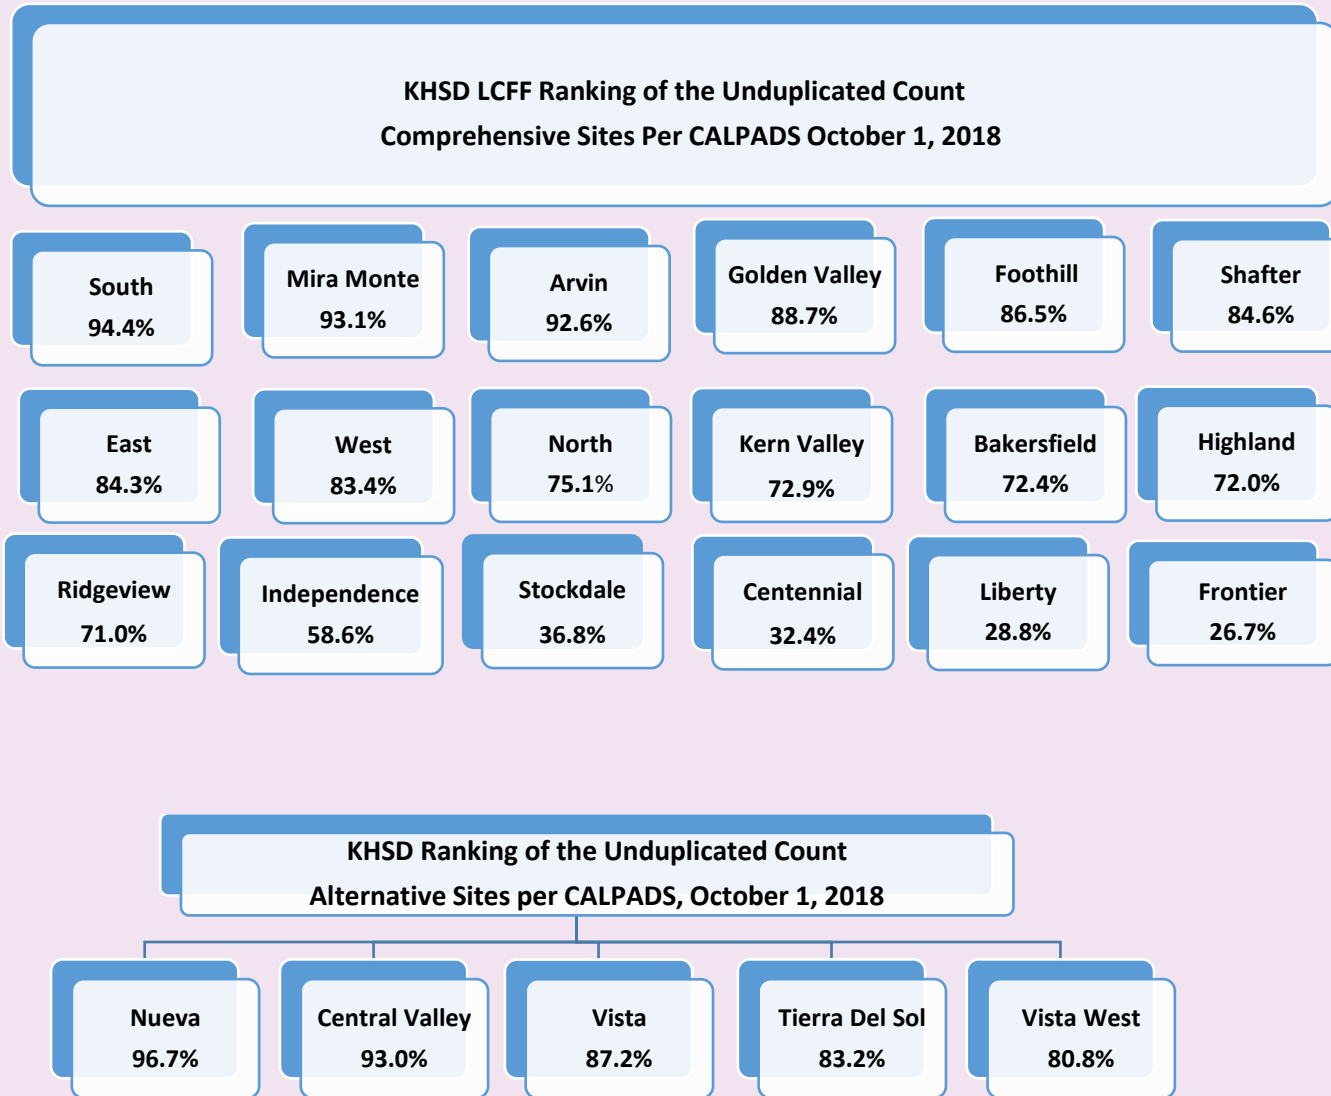 KHSD LCFF Ranking of the Unduplicated Count
Comprehensive Sites Per CALPADS October 1, 2018
South
94.4%
Mira Monte
93.1%
Arvin
92.6%
Golden Valley
88.7%
Foothill
86.5%
Shafter
84.6%
East
84.3%
West
83.4%
North
75.1%
Kern Valley
72.9%
Bakersfield
72.4%
Highland
72.0%
Ridgeview
71.0%
Independence
58.6%
Stockdale
36.8%
Centennial
32.4%
Liberty
28.8%
Frontier
26.7%
KHSD Ranking of the Unduplicated Count
Alternative Sites per CALPADS, October 1, 2018
Nueva
96.7%
Central Valley
93.0%
Vista
87.2%
Tierra Del Sol
83.2%
Vista West
80.8%